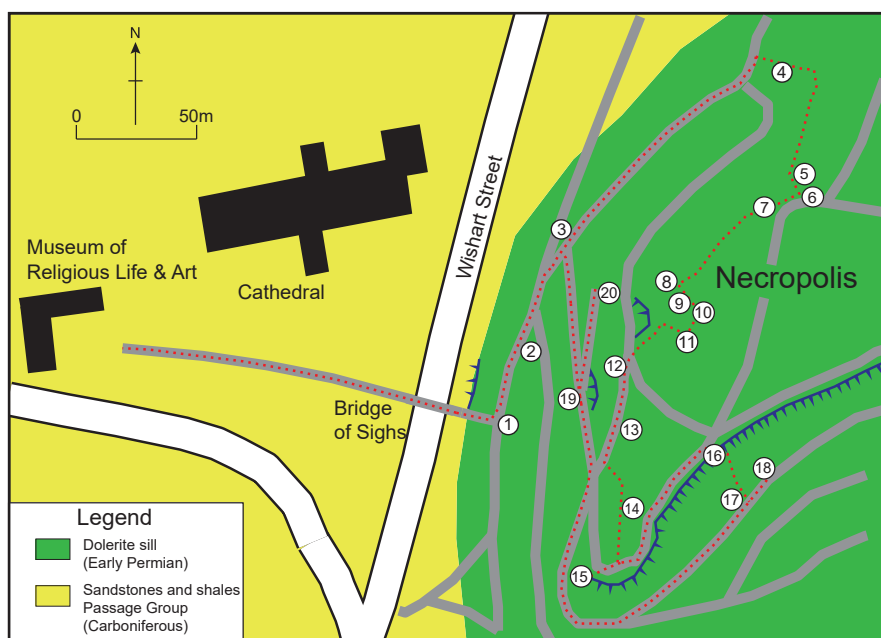 N
0 50m
Museum of
Religious Life & Art
Cathedral
Wishart Street
Bridge
of Sighs
Necropolis
1
2
3
4
5
6
7
8
9
10
11
12
13
14
15
16
17
18
19
20
Legend
Dolerite sill
(Early Permian)
Sandstones and shales
Passage Group
(Carboniferous)